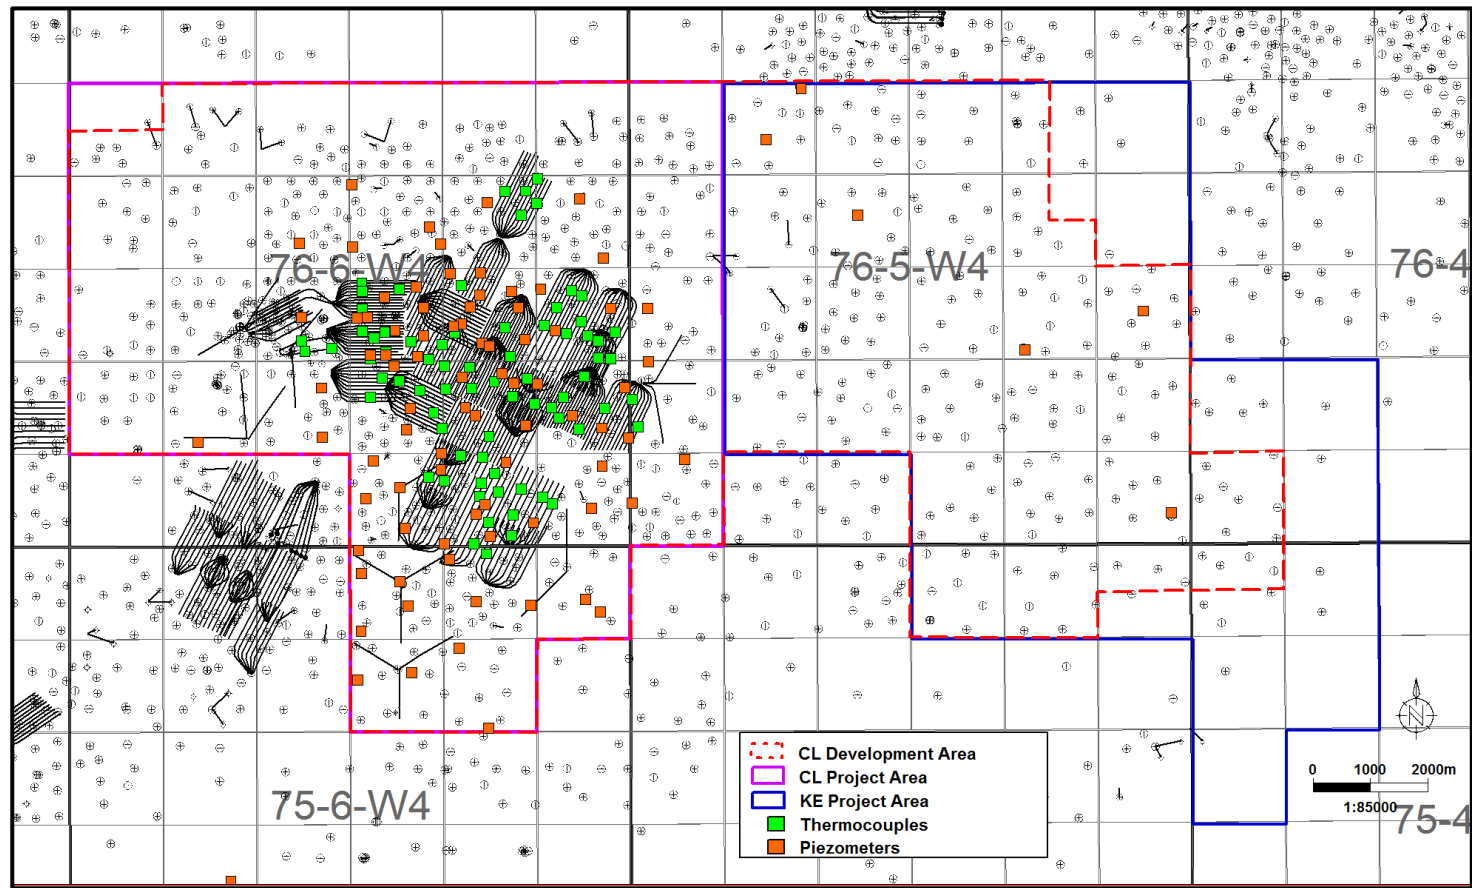 76-6-W4
76-5-W4
76-4
CL Development Area
CL Project Area
KE Project Area
Thermocouples
Piezometers
N
0 1000 2000m
1:85000
75-6-W4
75-4